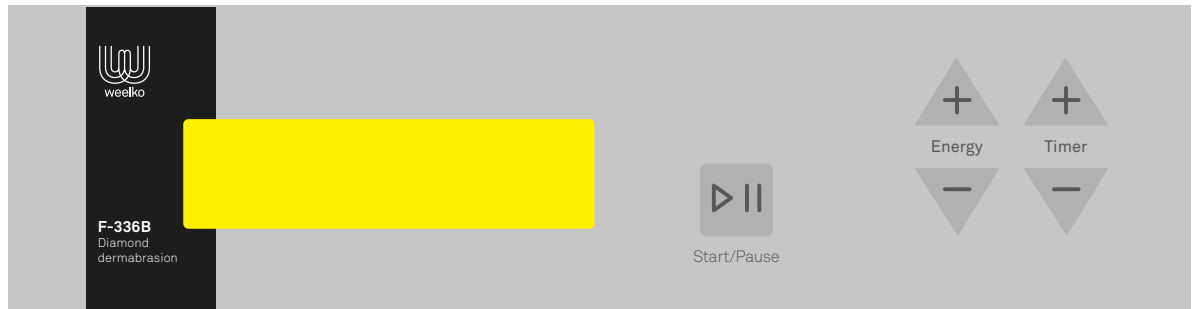 weelko
F-336B
Diamond
dermabrasion
Start/Pause
Energy
Timer